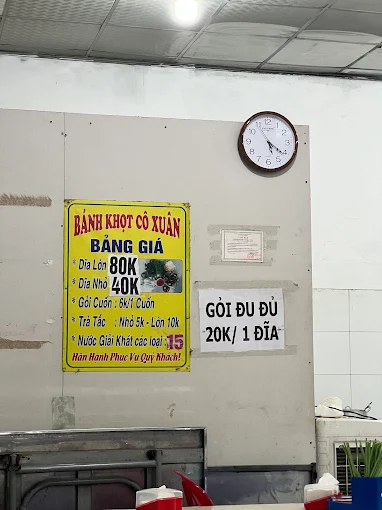 BÁNH KHỌT CÔ XUÂN
BẢNG GIÁ
* Dĩa Lớn 80K
* Dĩa Nhỏ 40K
* Gỏi Cuốn : 6k/1 Cuốn
* Trà Tắc : Nhỏ 5k - Lớn 10k
* Nước Giải Khát các loại : 15
Hân Hạnh Phục Vụ Quý Khách!
GỎI ĐU ĐỦ
20K/ 1 ĐĨA